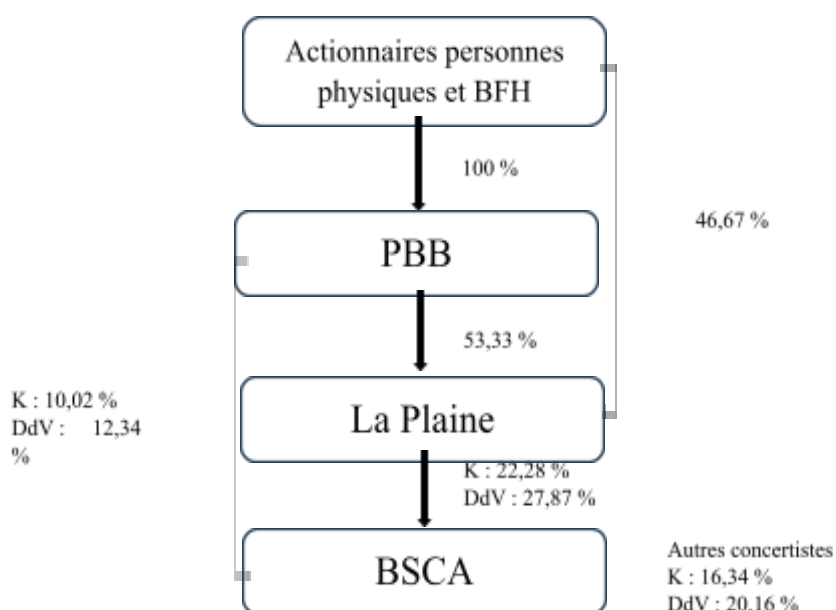 Actionnaires personnes
physiques et BFH
100 %
46,67 %
PBB
53,33 %
K : 10,02 %
DdV : 12,34
%
La Plaine
K : 22,28 %
DdV : 27,87 %
BSCA
Autres concertistes
K : 16,34 %
DdV : 20,16 %